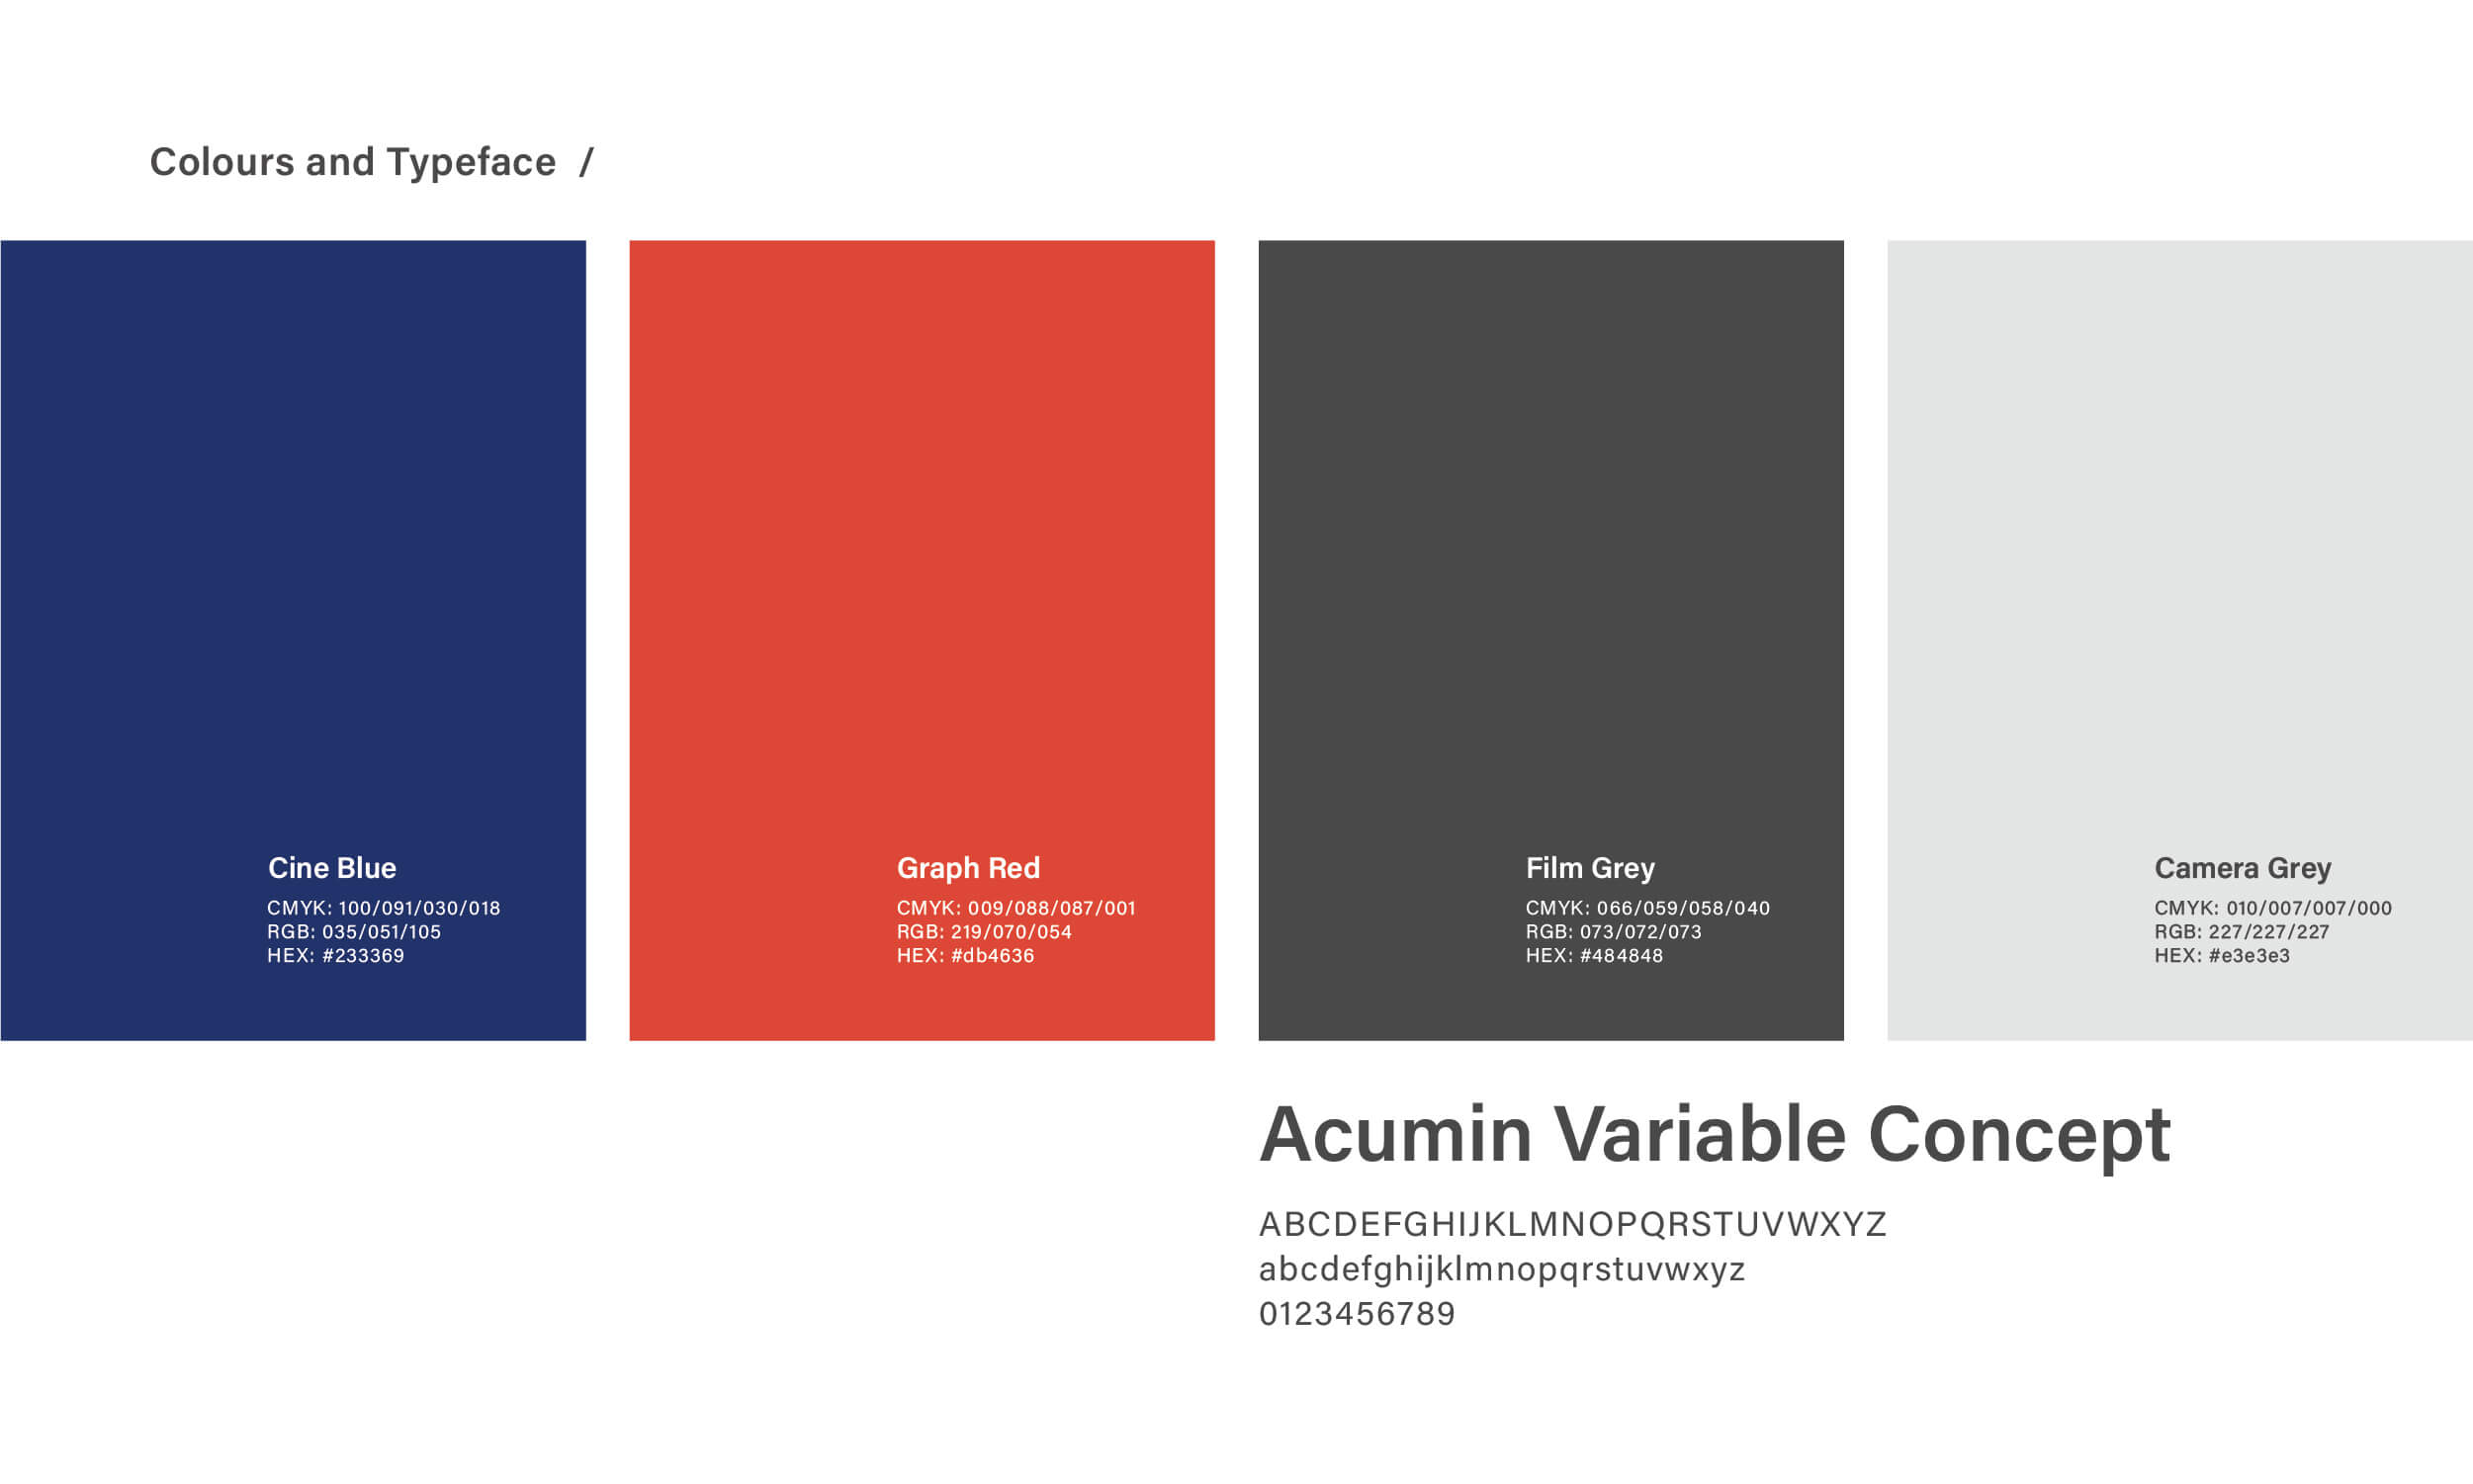 Colours and Typeface /
Cine Blue
CMYK: 100/091/030/018
RGB: 035/051/105
HEX: #233369
Graph Red
CMYK: 009/088/087/001
RGB: 219/070/054
HEX: #db4636
Film Grey
CMYK: 066/059/058/040
RGB: 073/072/073
HEX: #484848
Camera Grey
CMYK: 010/007/007/000
RGB: 227/227/227
HEX: #e3e3e3
Acumin Variable Concept
ABCDEFGHIJKLMNOPQRSTUVWXYZ
abcdefghijklmnopqrstuvwxyz
0123456789